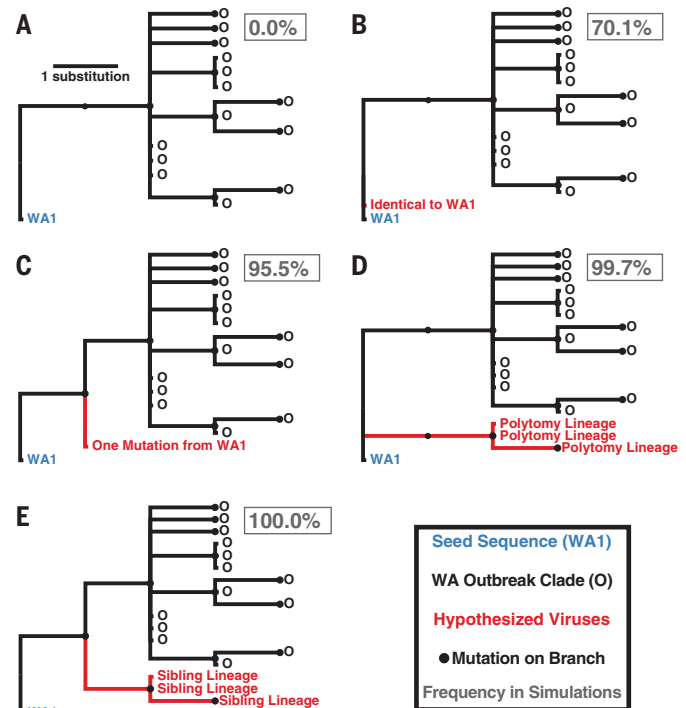 A
0.0%
O
O
O
1 substitution
O
O
O
O
O
O
O
O
O
O
O
WA1
B
70.1%
O
O
O
O
O
O
O
O
O
O
O
O
O
O
Identical to WA1
WA1
C
95.5%
O
O
O
O
O
O
O
O
O
O
O
O
O
O
One Mutation from WA1
WA1
D
99.7%
O
O
O
O
O
O
O
O
O
O
O
O
O
O
Polytomy Lineage
Polytomy Lineage
Polytomy Lineage
WA1
E
100.0%
O
O
O
O
O
O
O
O
O
O
O
O
O
O
Sibling Lineage
Sibling Lineage
Sibling Lineage
Seed Sequence (WA1)
WA Outbreak Clade (O)
Hypothesized Viruses
Mutation on Branch
Frequency in Simulations